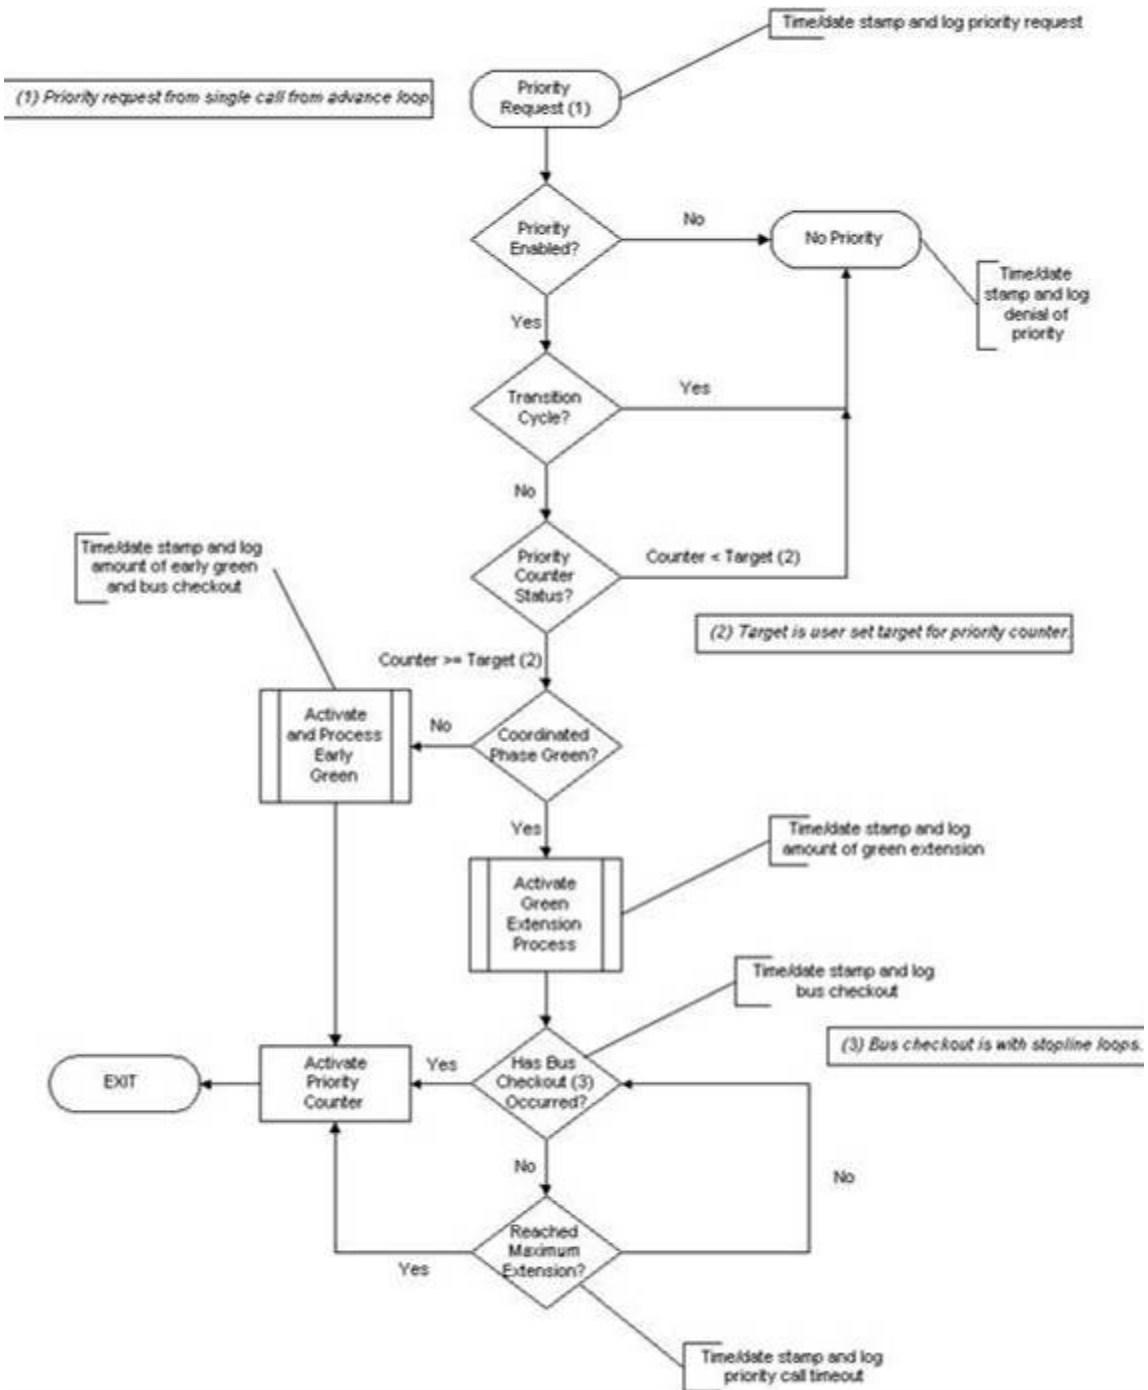 Time/date stamp and log priority request
(1) Priority request from single call from advance loop.
Priority
Request (1)
Priority
Enabled?
No
No Priority
Time/date
stamp and log
denial of
priority
Yes
Transition
Cycle?
Yes
No
Time/date stamp and log
amount of early green
and bus checkout
Priority
Counter
Status?
Counter < Target (2)
(2) Target is user set target for priority counter.
Counter >= Target (2)
Activate
and Process
Early
Green
No
Coordinated
Phase Green?
Yes
Time/date stamp and log
amount of green extension
Activate
Green
Extension
Process
Time/date stamp and log
bus checkout
(3) Bus checkout is with stopline loops.
EXIT
Activate
Priority
Counter
Yes
Has Bus
Checkout (3)
Occurred?
No
No
Reached
Maximum
Extension?
Yes
Time/date stamp and log
priority call timeout